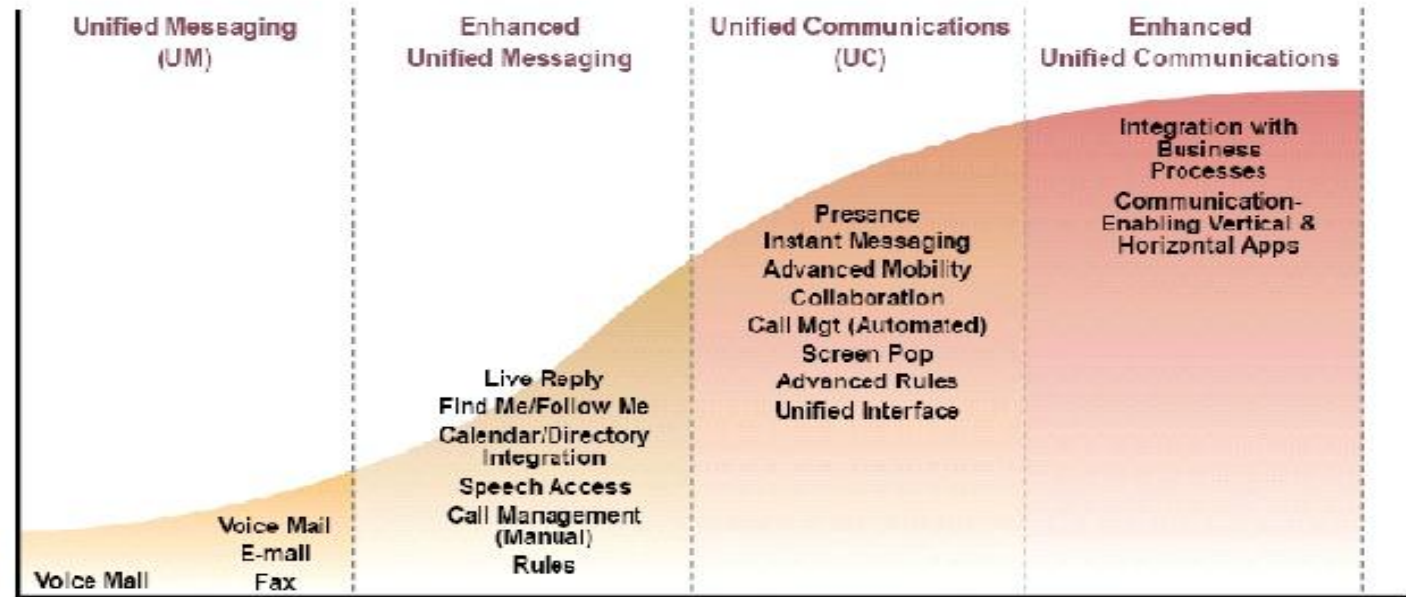 Unified Messaging
(UM)
Enhanced
Unified Messaging
Unified Communications
(UC)
Enhanced
Unified Communications
Voice Mail
Voice Mail
E-mail
Fax
Live Reply
Find Me/Follow Me
Calendar/Directory
Integration
Speech Access
Call Management
(Manual)
Rules
Presence
Instant Messaging
Advanced Mobility
Collaboration
Call Mgt (Automated)
Screen Pop
Advanced Rules
Unified Interface
Integration with
Business
Processes
Communication-
Enabling Vertical &
Horizontal Apps